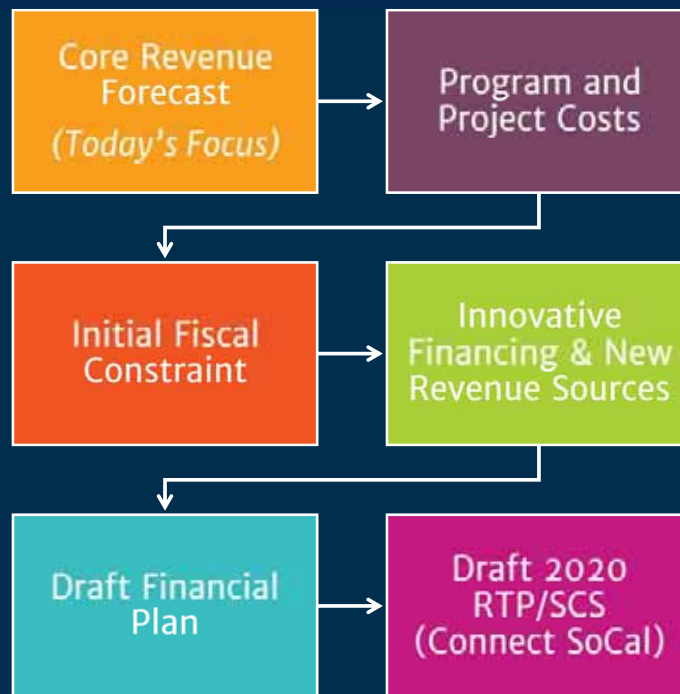 Core Revenue
Forecast
(Today's Focus)
Program and
Project Costs
Initial Fiscal
Constraint
Innovative
Financing & New
Revenue Sources
Draft Financial
Plan
Draft 2020
RTP/SCS
(Connect SoCal)